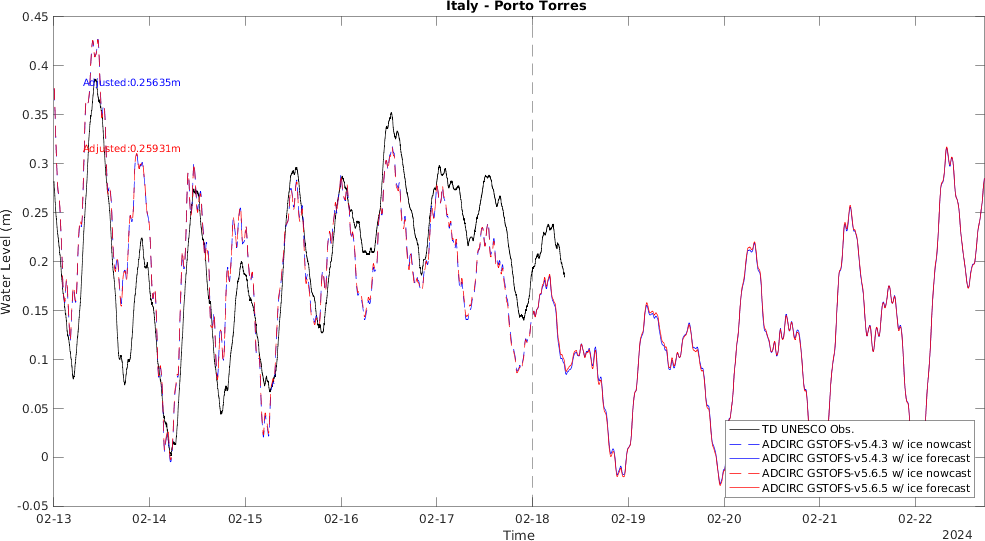 Italy - Porto Torres
Water Level (m)
0.45
0.4
0.35
0.3
0.25
0.2
0.15
0.1
0.05
0
-0.05
Adjusted:0.25635m
Adjusted:0.25931m
TD UNESCO Obs.
ADCIRC GSTOFS-v5.4.3 w/ ice nowcast
ADCIRC GSTOFS-v5.4.3 w/ ice forecast
ADCIRC GSTOFS-v5.6.5 w/ ice nowcast
ADCIRC GSTOFS-v5.6.5 w/ ice forecast
02-13 02-14 02-15 02-16 02-17 02-18 02-19 02-20 02-21 02-22
Time
2024